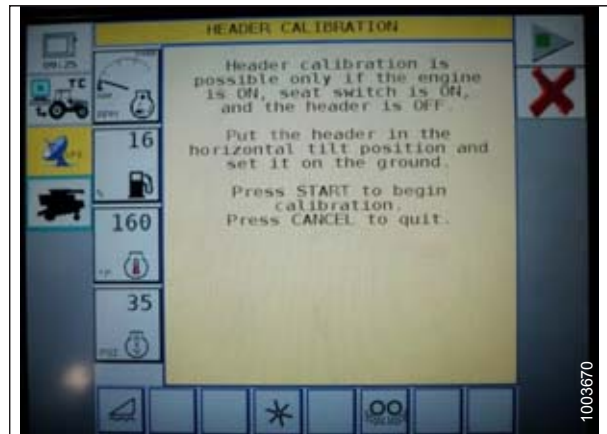 HEADER CALIBRATION
Header calibration is
possible only if the engine
is ON, seat switch is ON,
and the header is OFF.
Put the header in the
horizontal tilt position and
set it on the ground.
Press START to begin
calibration.
Press CANCEL to quit.
TC
16
160
35
PSI
1003670